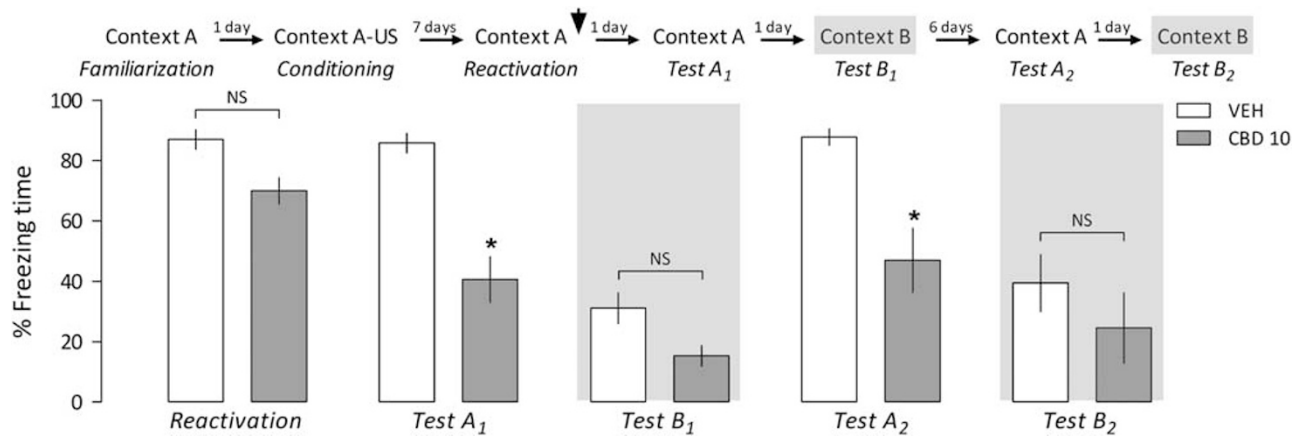 1 day 7 days 1 day 1 day 6 days 1 day
Context A Context A-US Context A Context A Context B Context A Context B
Familiarization Conditioning Reactivation Test A1 Test B1 Test A2 Test B2
100
80
60
40
20
0
% Freezing time
NS
*
NS
*
NS
VEH
CBD 10
Reactivation Test A1 Test B1 Test A2 Test B2